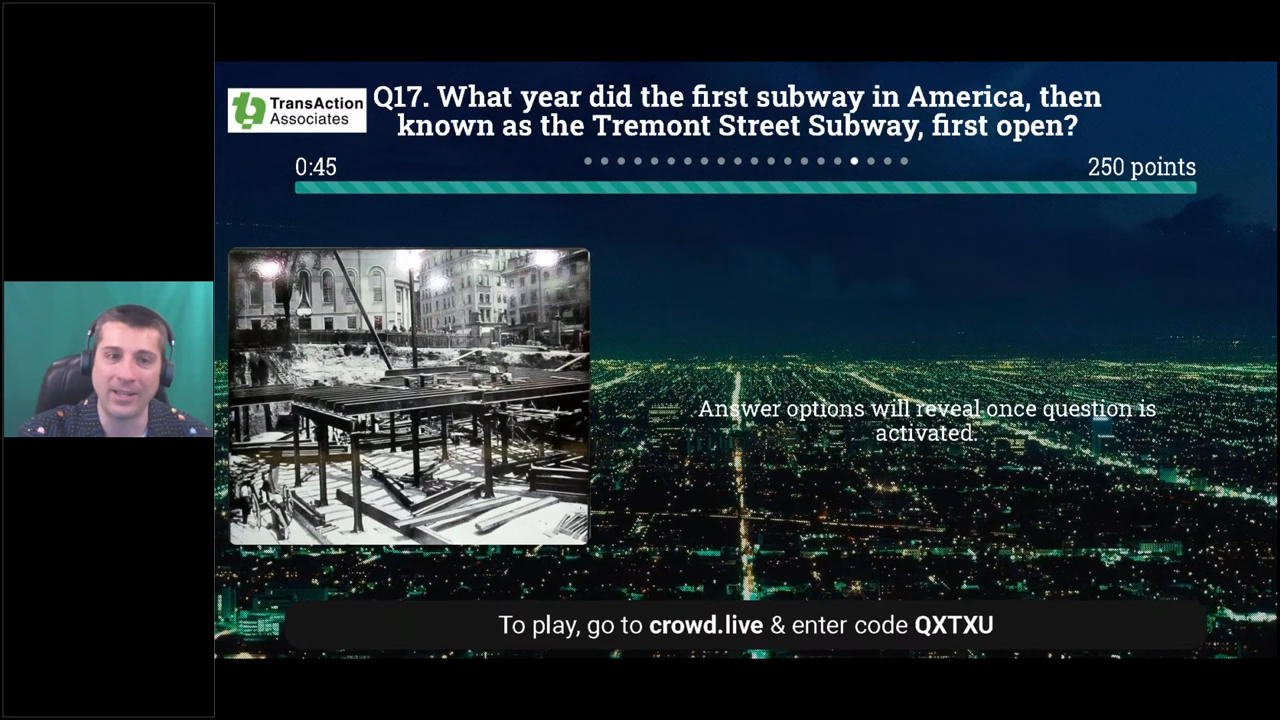 TransAction
Associates
Q17. What year did the first subway in America, then
known as the Tremont Street Subway, first open?
0:45
250 points
Answer options will reveal once question is
activated.
To play, go to crowd.live & enter code QXTXU